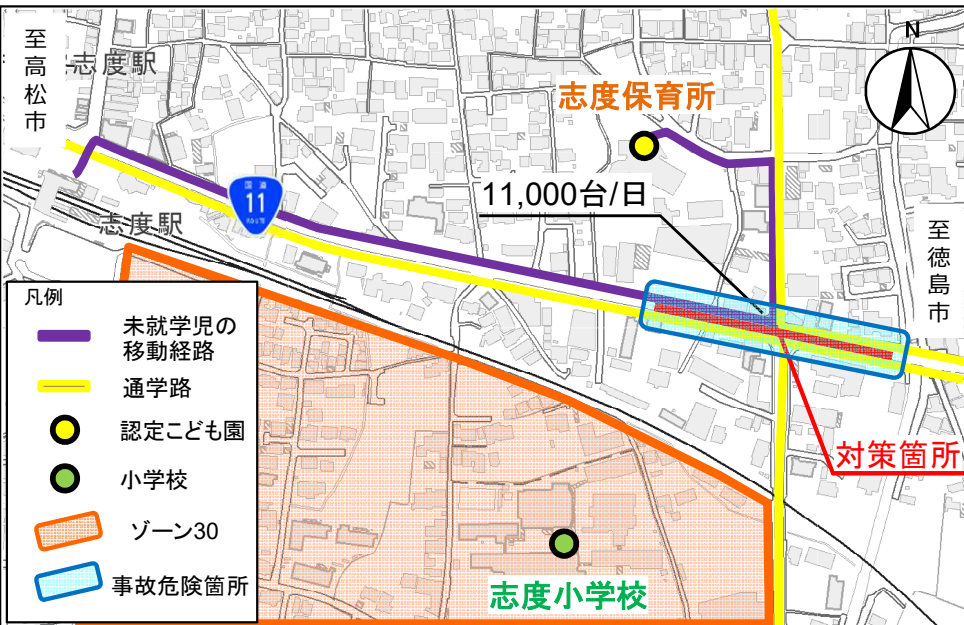 至高松市
志度駅
志度保育所
N
国道
11
ROUTE
11,000台/日
志度駅
至徳島市
凡例
未就学児の
移動経路
通学路
認定こども園
小学校
ゾーン30
事故危険箇所
対策箇所
志度小学校